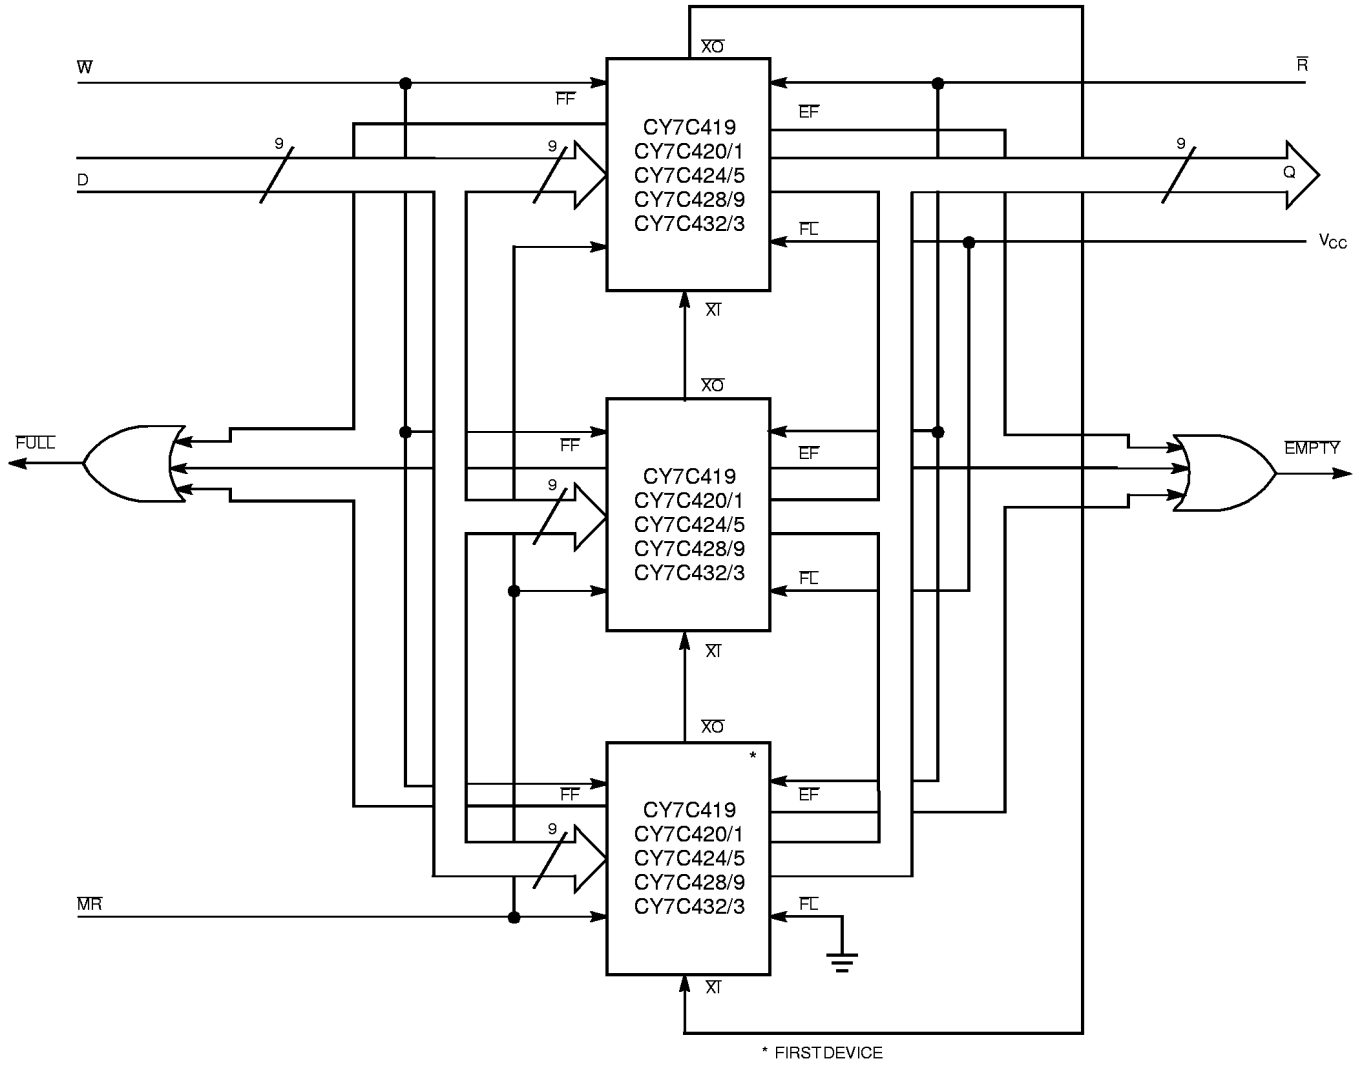 XO
W
R
FF
EF
CY7C419
CY7C420/1
CY7C424/5
CY7C428/9
CY7C432/3
9
9
9
D
Q
FL
VCC
XI
XO
FULL
FF
EF
EMPTY
CY7C419
CY7C420/1
CY7C424/5
CY7C428/9
CY7C432/3
9
FL
XI
XO
*
FF
EF
CY7C419
CY7C420/1
CY7C424/5
CY7C428/9
CY7C432/3
9
MR
FL
XI
* FIRST DEVICE